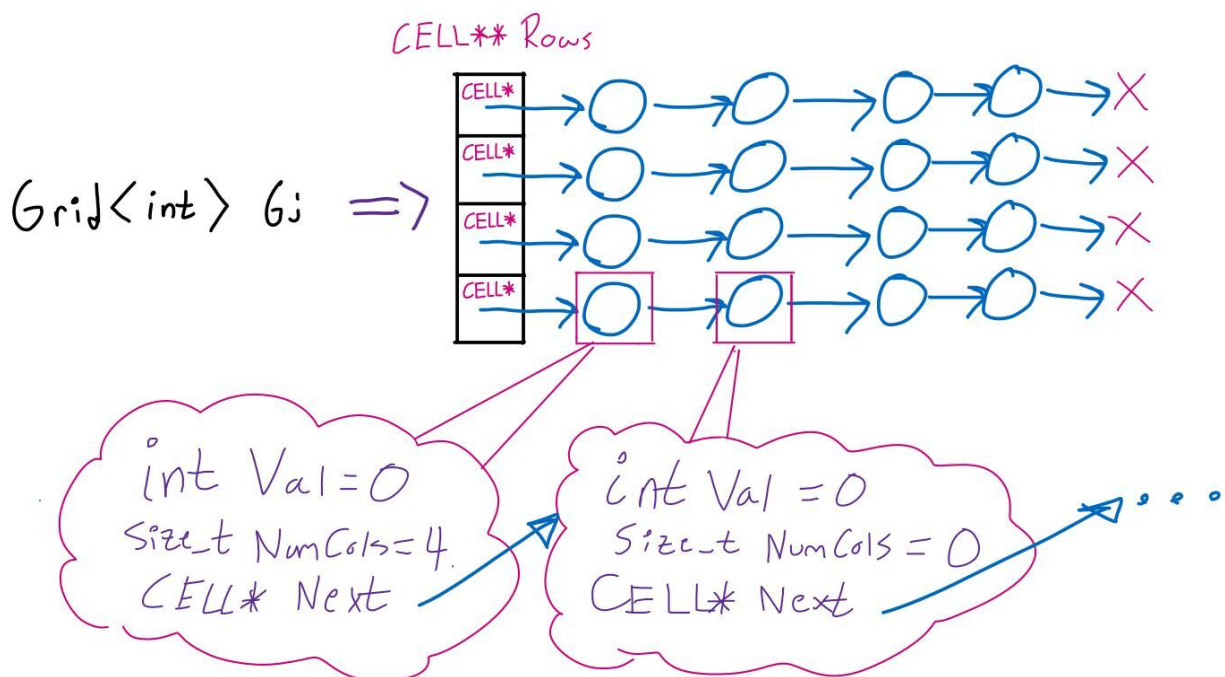 CELL** Rows
CELL*
CELL*
Grid<int> G;  =>
CELL*
CELL*
int Val=0
Size_t NumCols=4.
CELL* Next
int Val = 0
Size_t NumCols = 0
CELL* Next